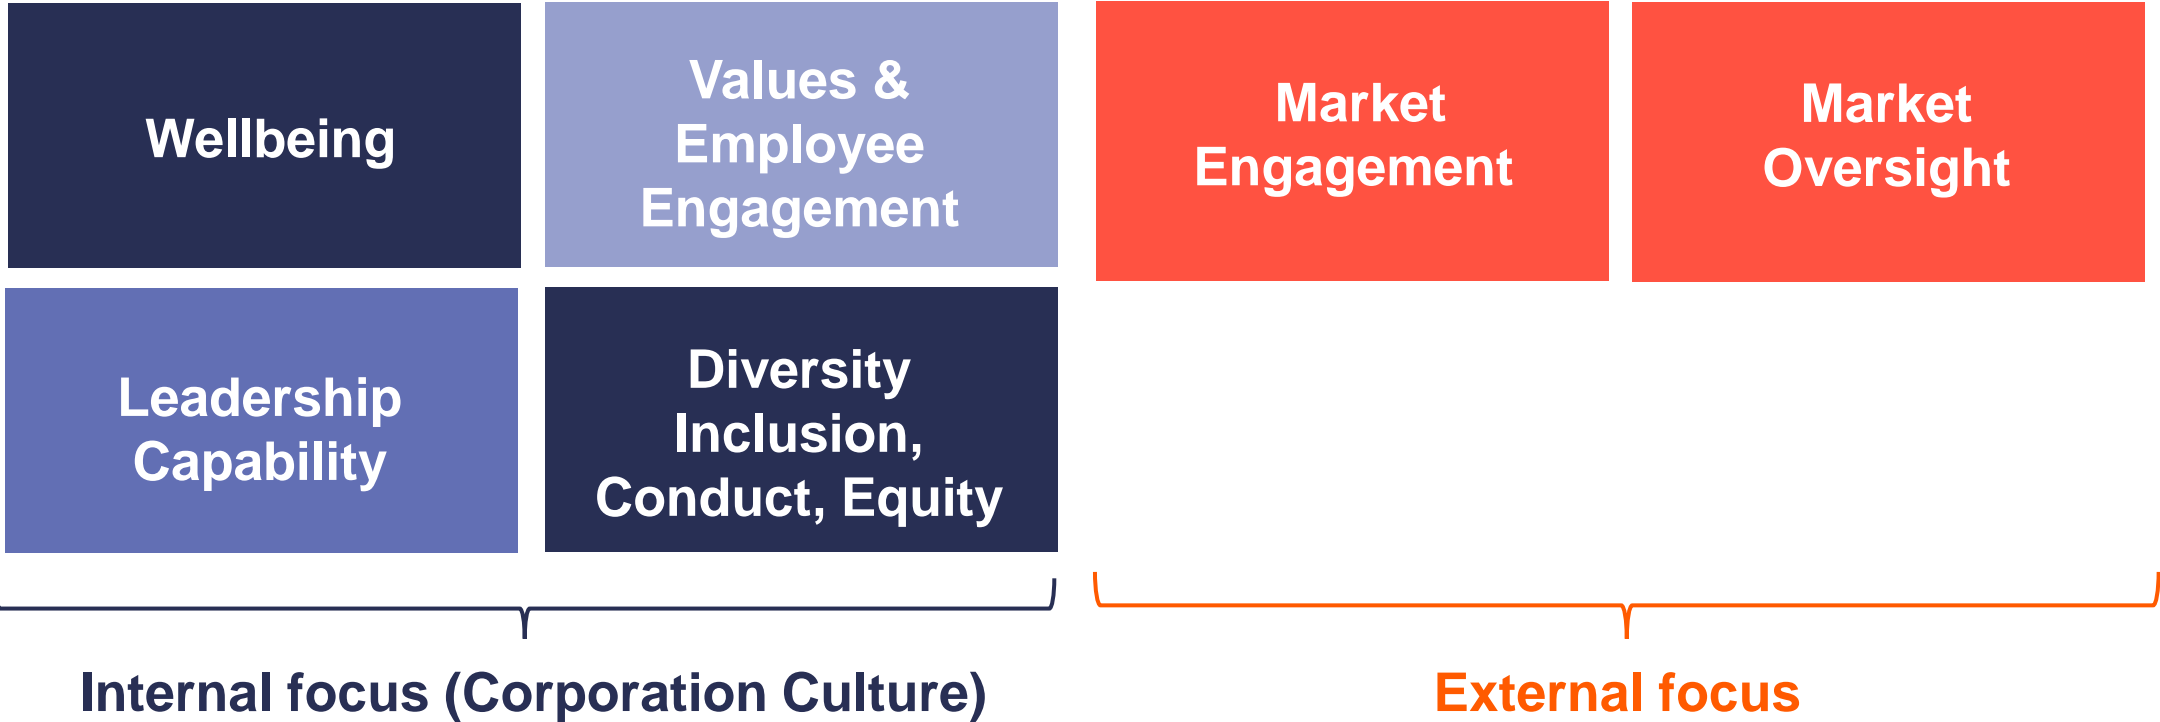 Wellbeing
Values &
Employee
Engagement
Market
Engagement
Market
Oversight
Leadership
Capability
Diversity
Inclusion,
Conduct, Equity
Internal focus (Corporation Culture)
External focus